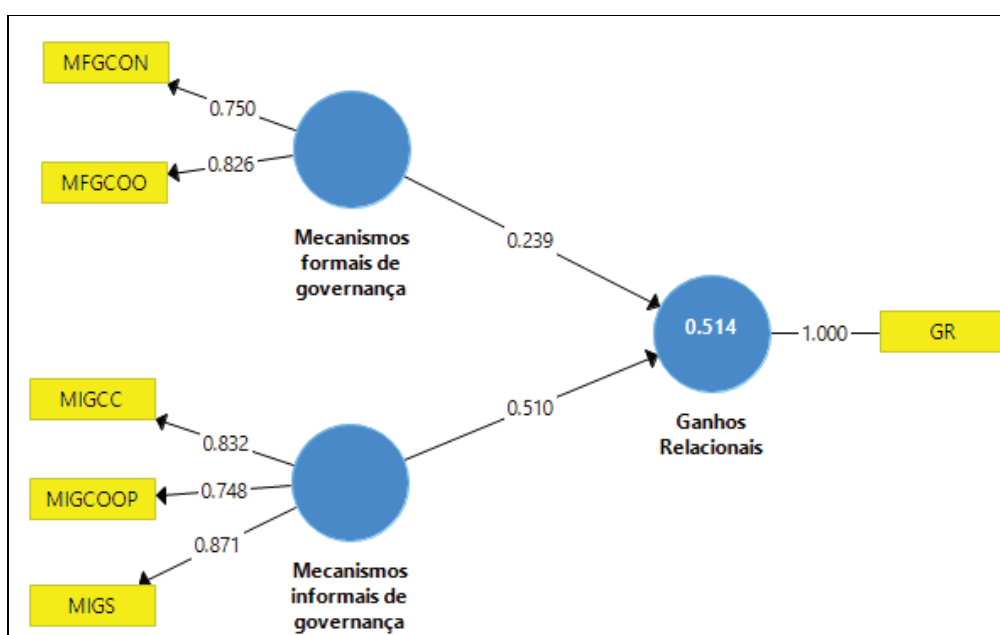 MFGCON
0.750
MFGCOO
0.826
Mecanismos
formais de
governança
0.239
0.514
1.000
GR
Ganhos
Relacionais
0.510
MIGCC
0.832
MIGCOOP
0.748
0.871
MIGS
Mecanismos
informais de
governança